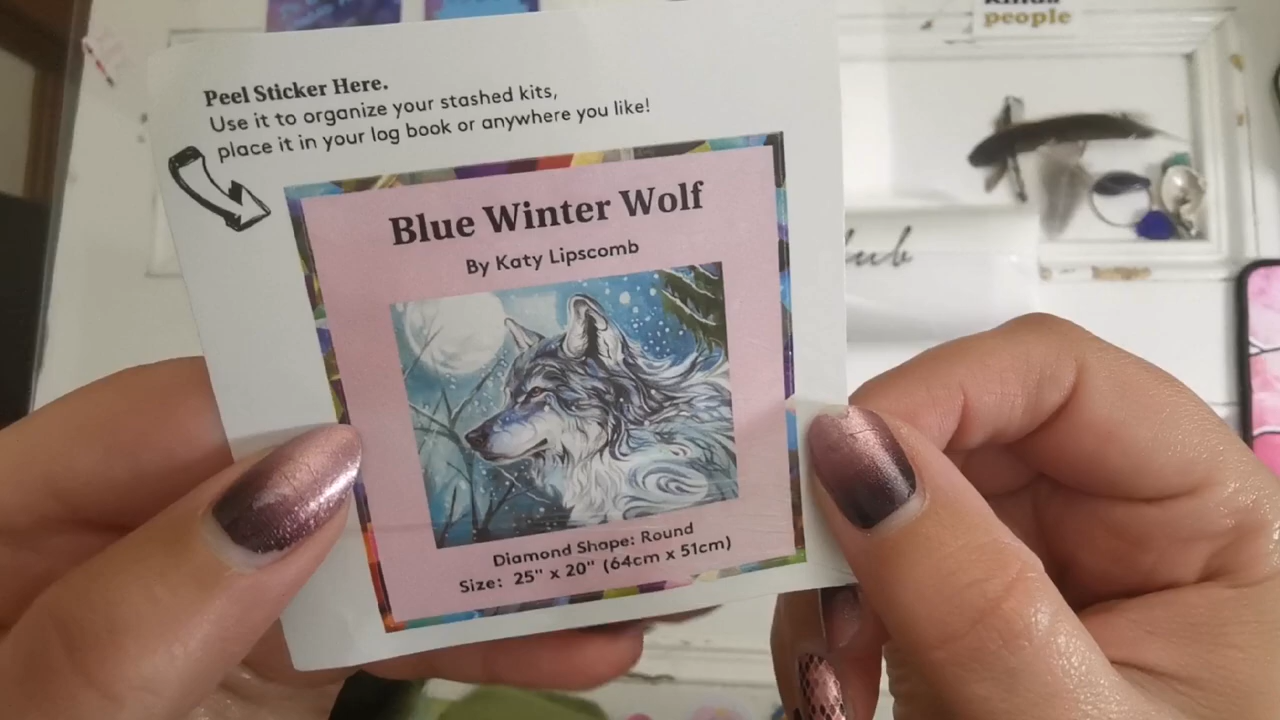 people
Peel Sticker Here.
Use it to organize your stashed kits,
place it in your log book or anywhere you like!
Blue Winter Wolf
By Katy Lipscomb
Diamond Shape: Round
Size: 25" x 20" (64cm x 51cm)